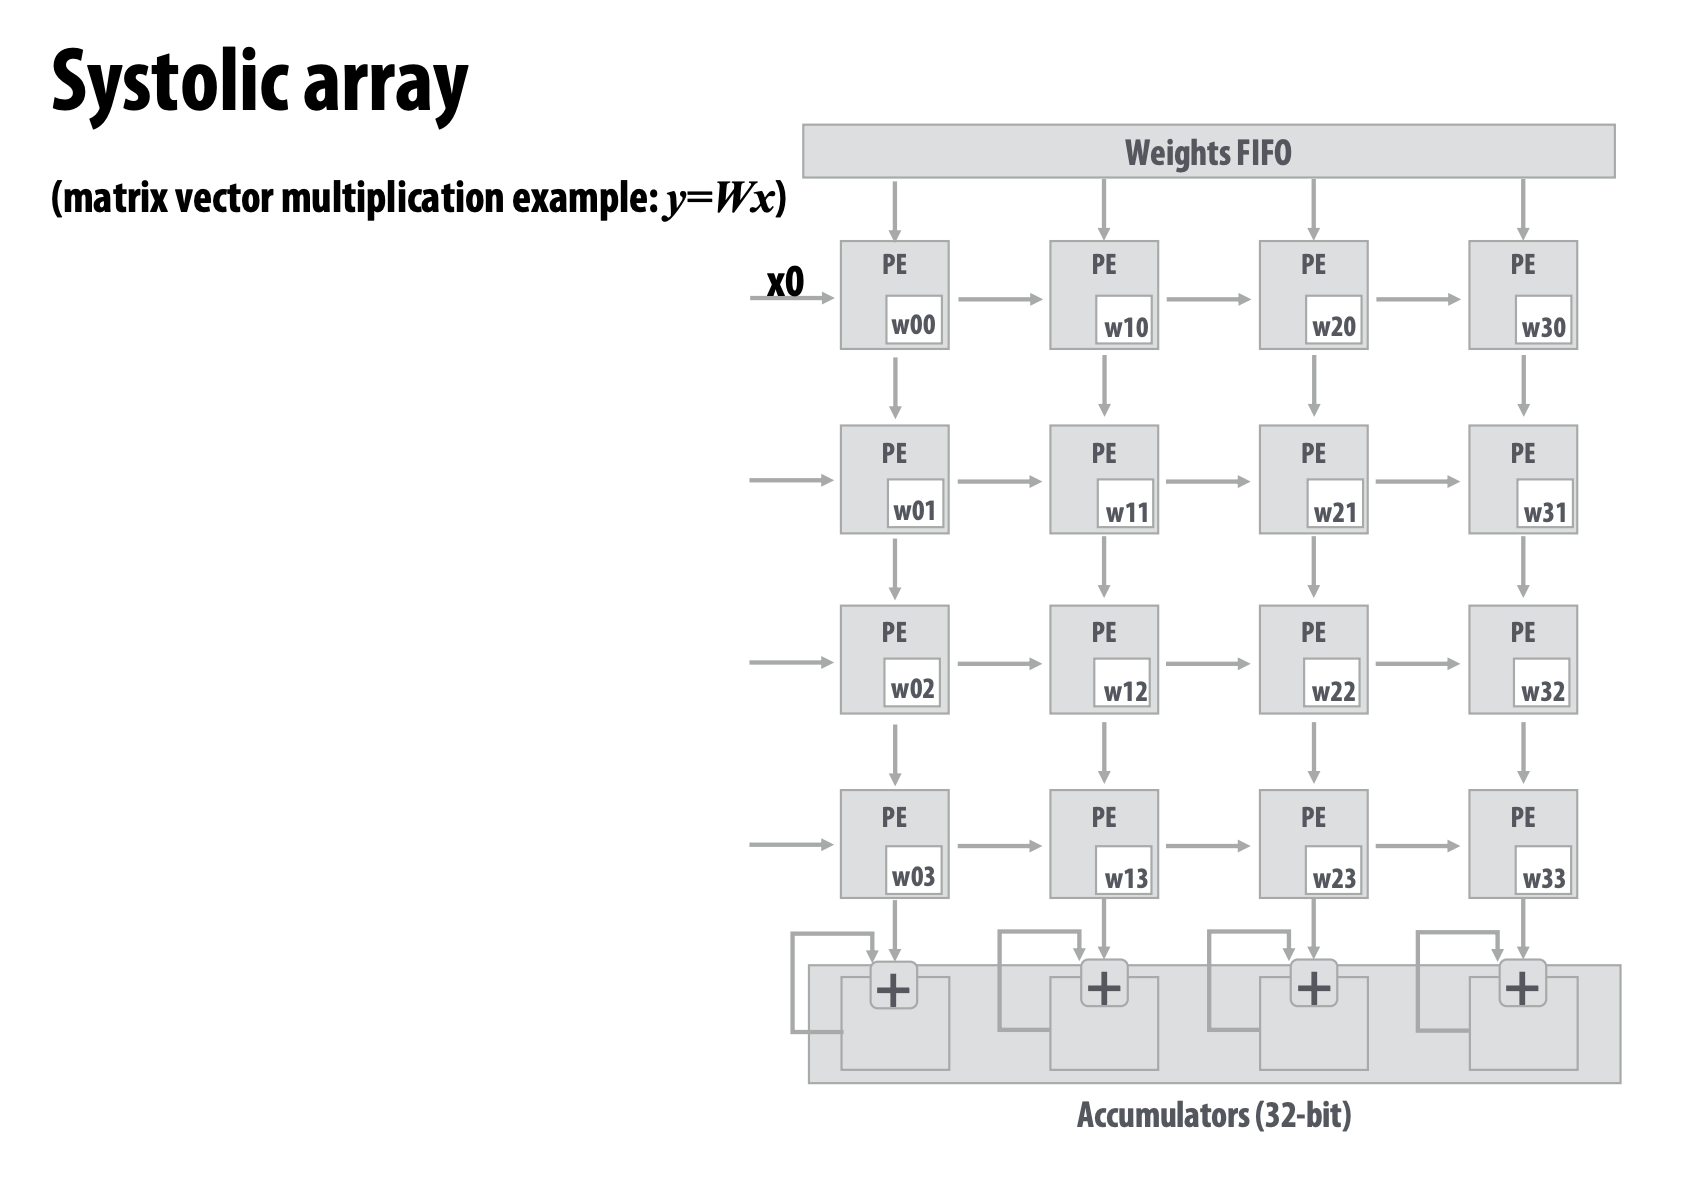 Systolic array
(matrix vector multiplication example: y=Wx)
Weights FIFO
x0
PE PE PE PE
w00 w10 w20 w30
PE PE PE PE
w01 w11 w21 w31
PE PE PE PE
w02 w12 w22 w32
PE PE PE PE
w03 w13 w23 w33
+ + + +
Accumulators (32-bit)